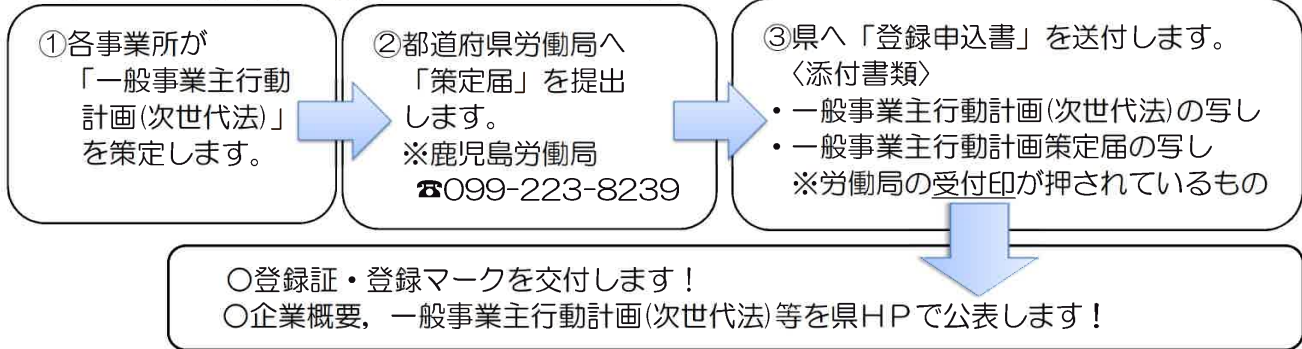 ①各事業所が
「一般事業主行動
計画(次世代法)」
を策定します。
②都道府県労働局へ
「策定届」を提出
します。
※鹿児島労働局
☎099-223-8239
③県へ「登録申込書」を送付します。
〈添付書類〉
・一般事業主行動計画(次世代法)の写し
・一般事業主行動計画策定届の写し
※労働局の受付印が押されているもの
○登録証・登録マークを交付します！
○企業概要，一般事業主行動計画(次世代法)等を県ＨＰで公表します！